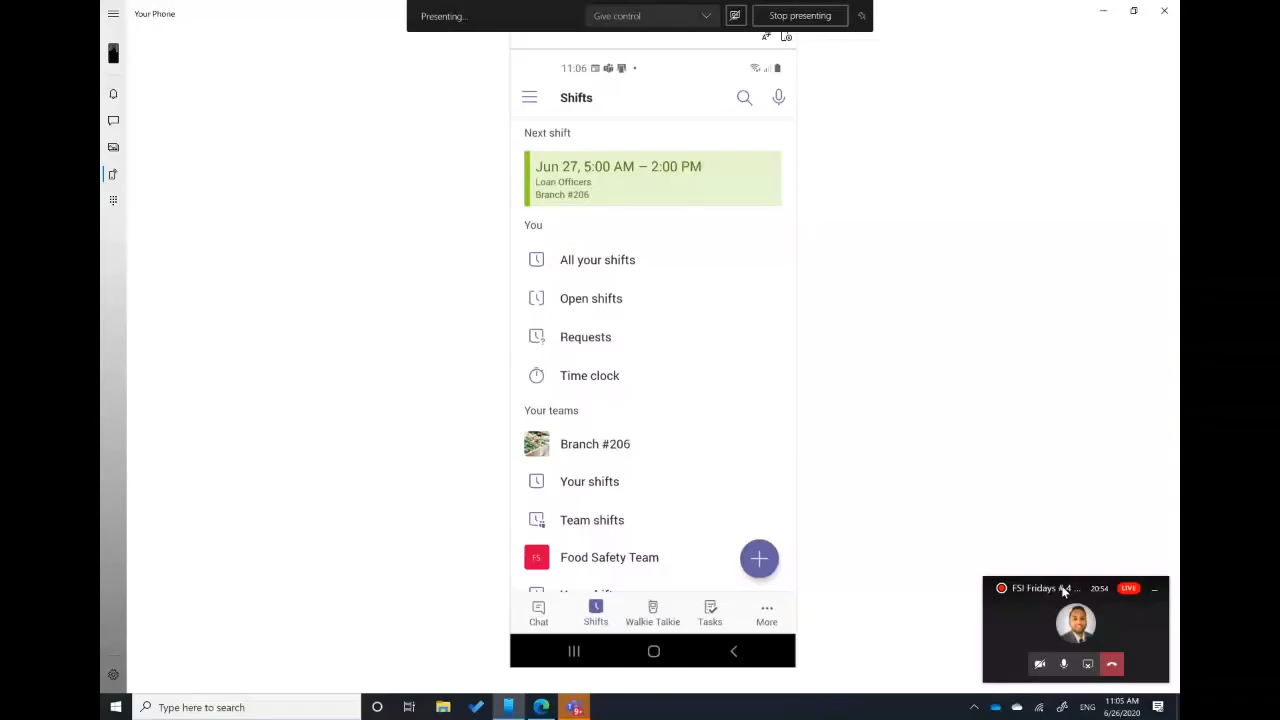 Your Phone
Presenting...
Give control
Stop presenting
11:06
Shifts
Next shift
Jun 27, 5:00 AM – 2:00 PM
Loan Officers
Branch #206
You
All your shifts
Open shifts
Requests
Time clock
Your teams
Branch #206
Your shifts
Team shifts
FS
Food Safety Team
Chat
Shifts
Walkie Talkie
Tasks
More
FSI Fridays #4 ...
20:54
LIVE
Type here to search
9+
ENG
11:05 AM
6/26/2020